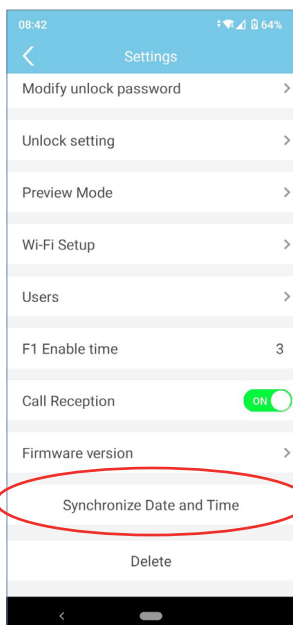 08:42 64%
Settings
Modify unlock password
Unlock setting
Preview Mode
Wi-Fi Setup
Users
F1 Enable time 3
Call Reception ON
Firmware version
Synchronize Date and Time
Delete